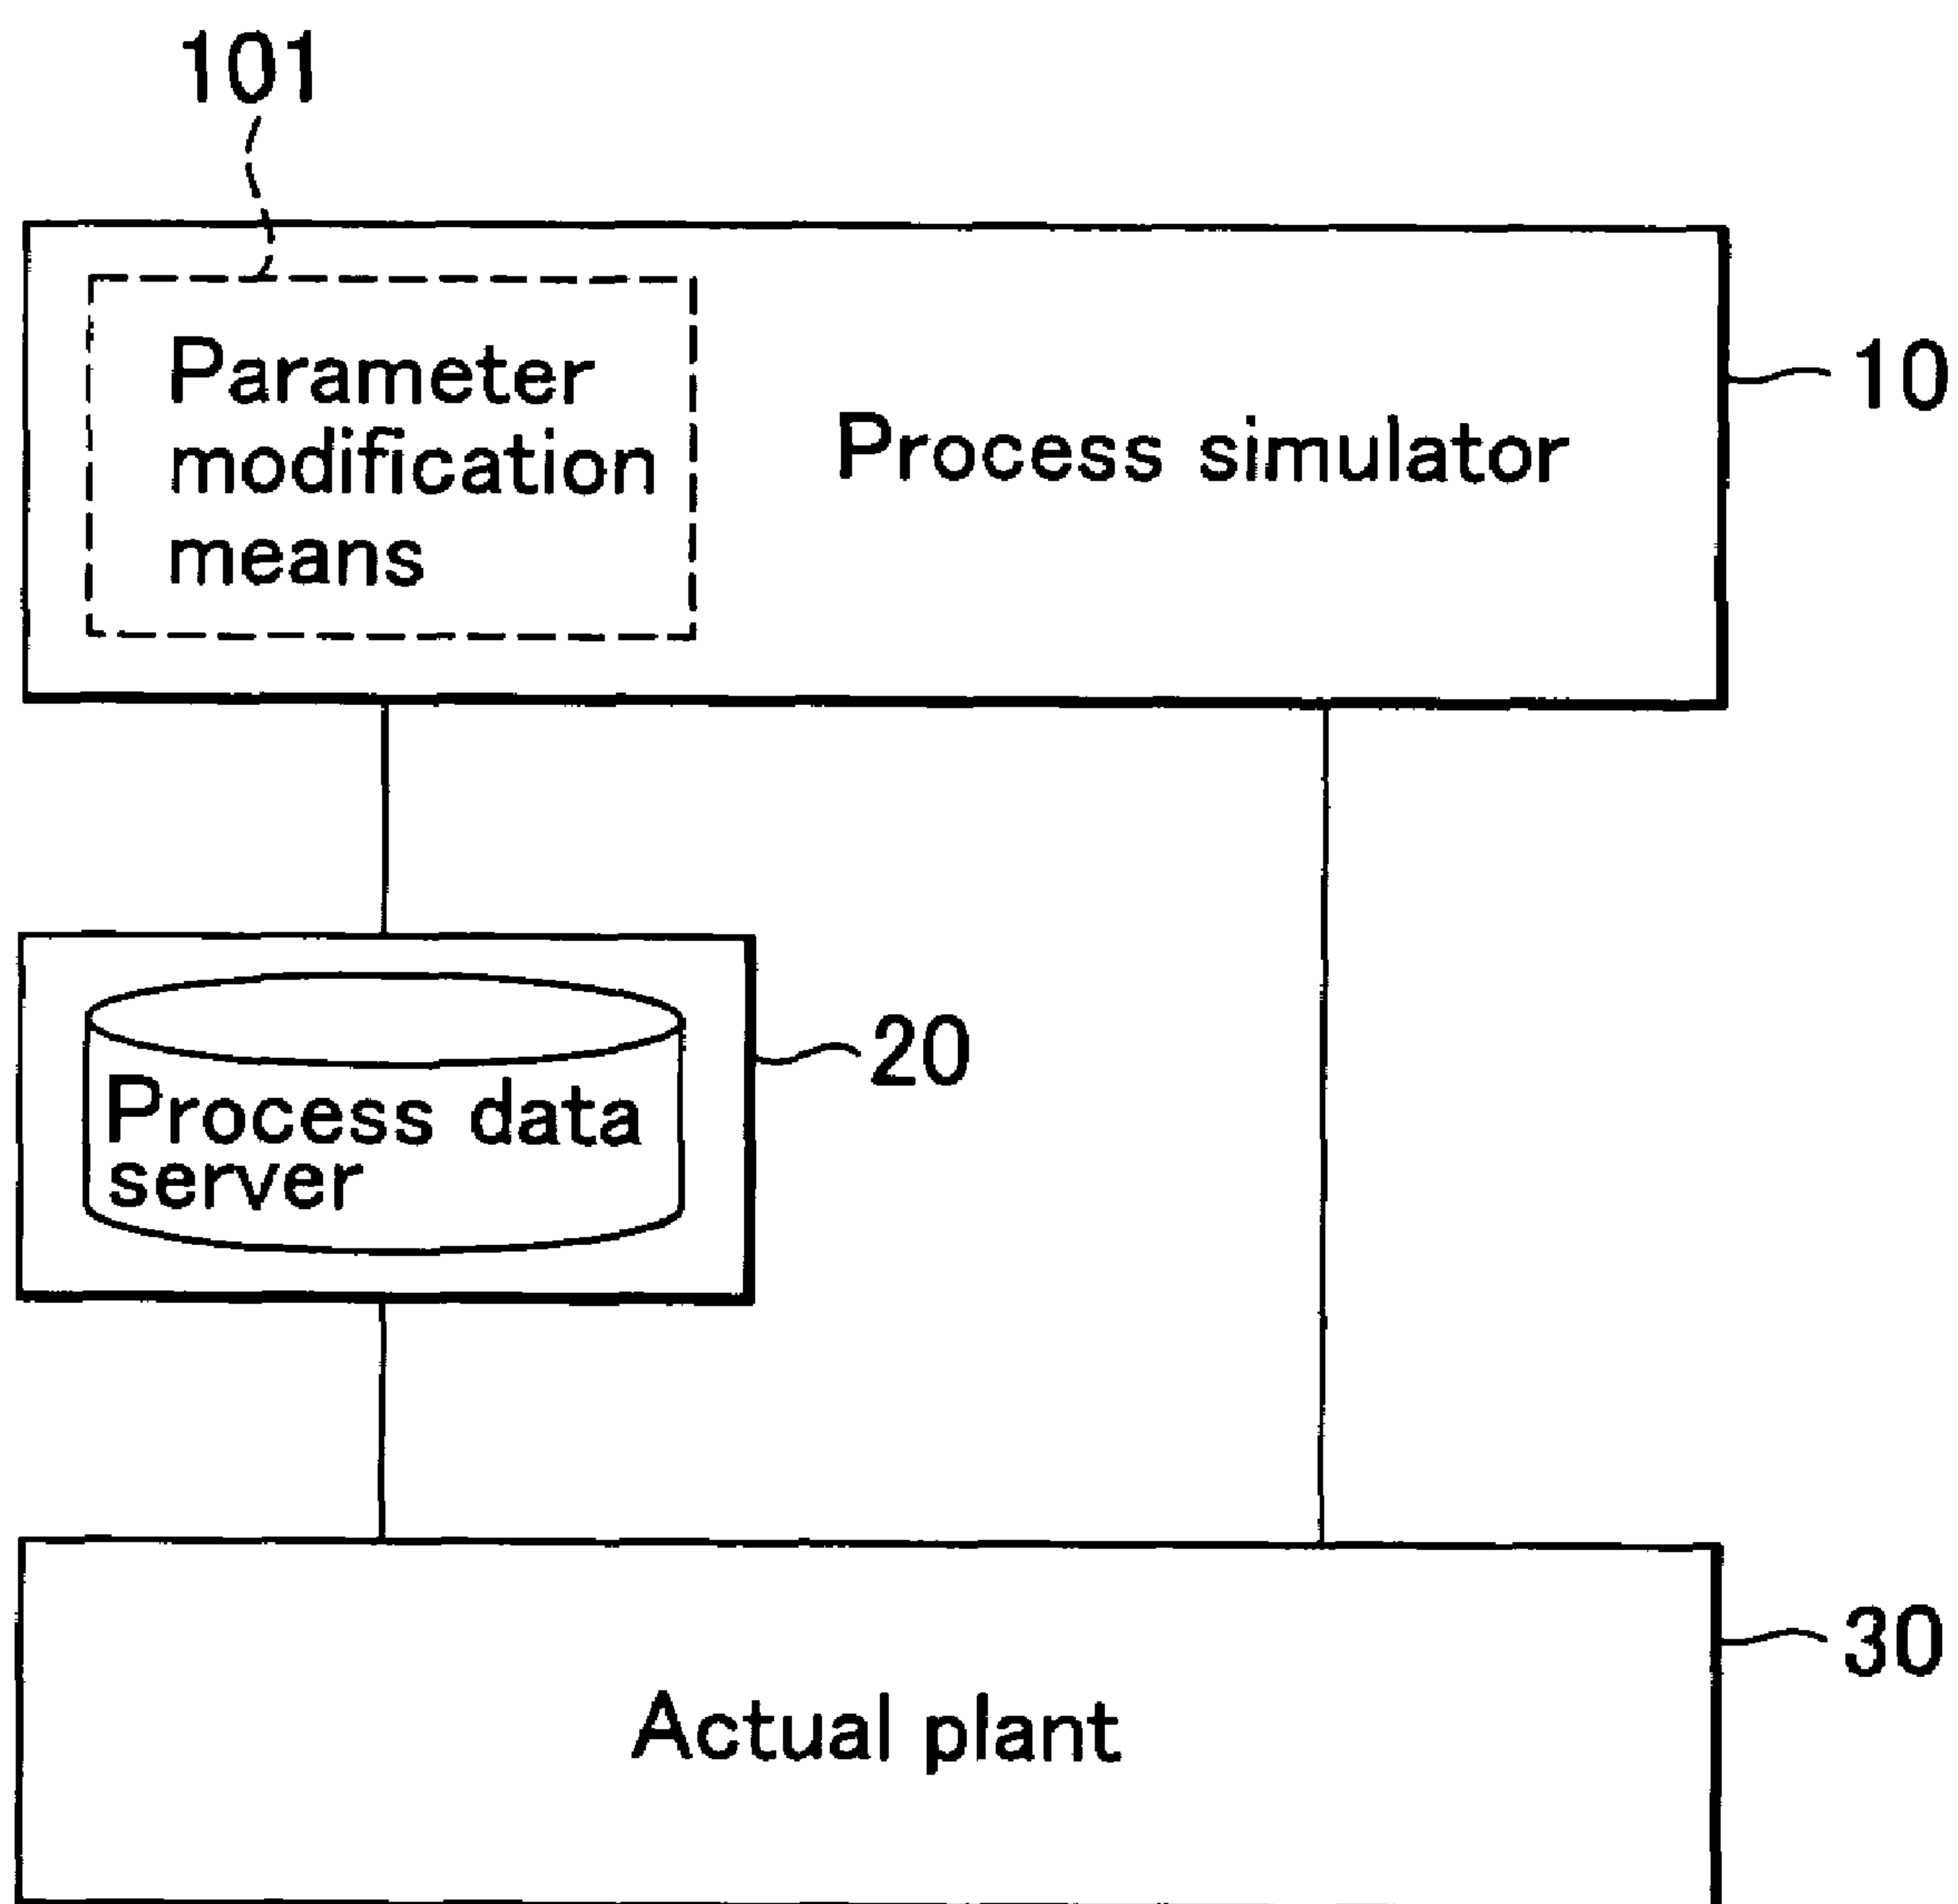 101
Parameter
modification
means
Process simulator
10
Process data
server
20
30
Actual plant